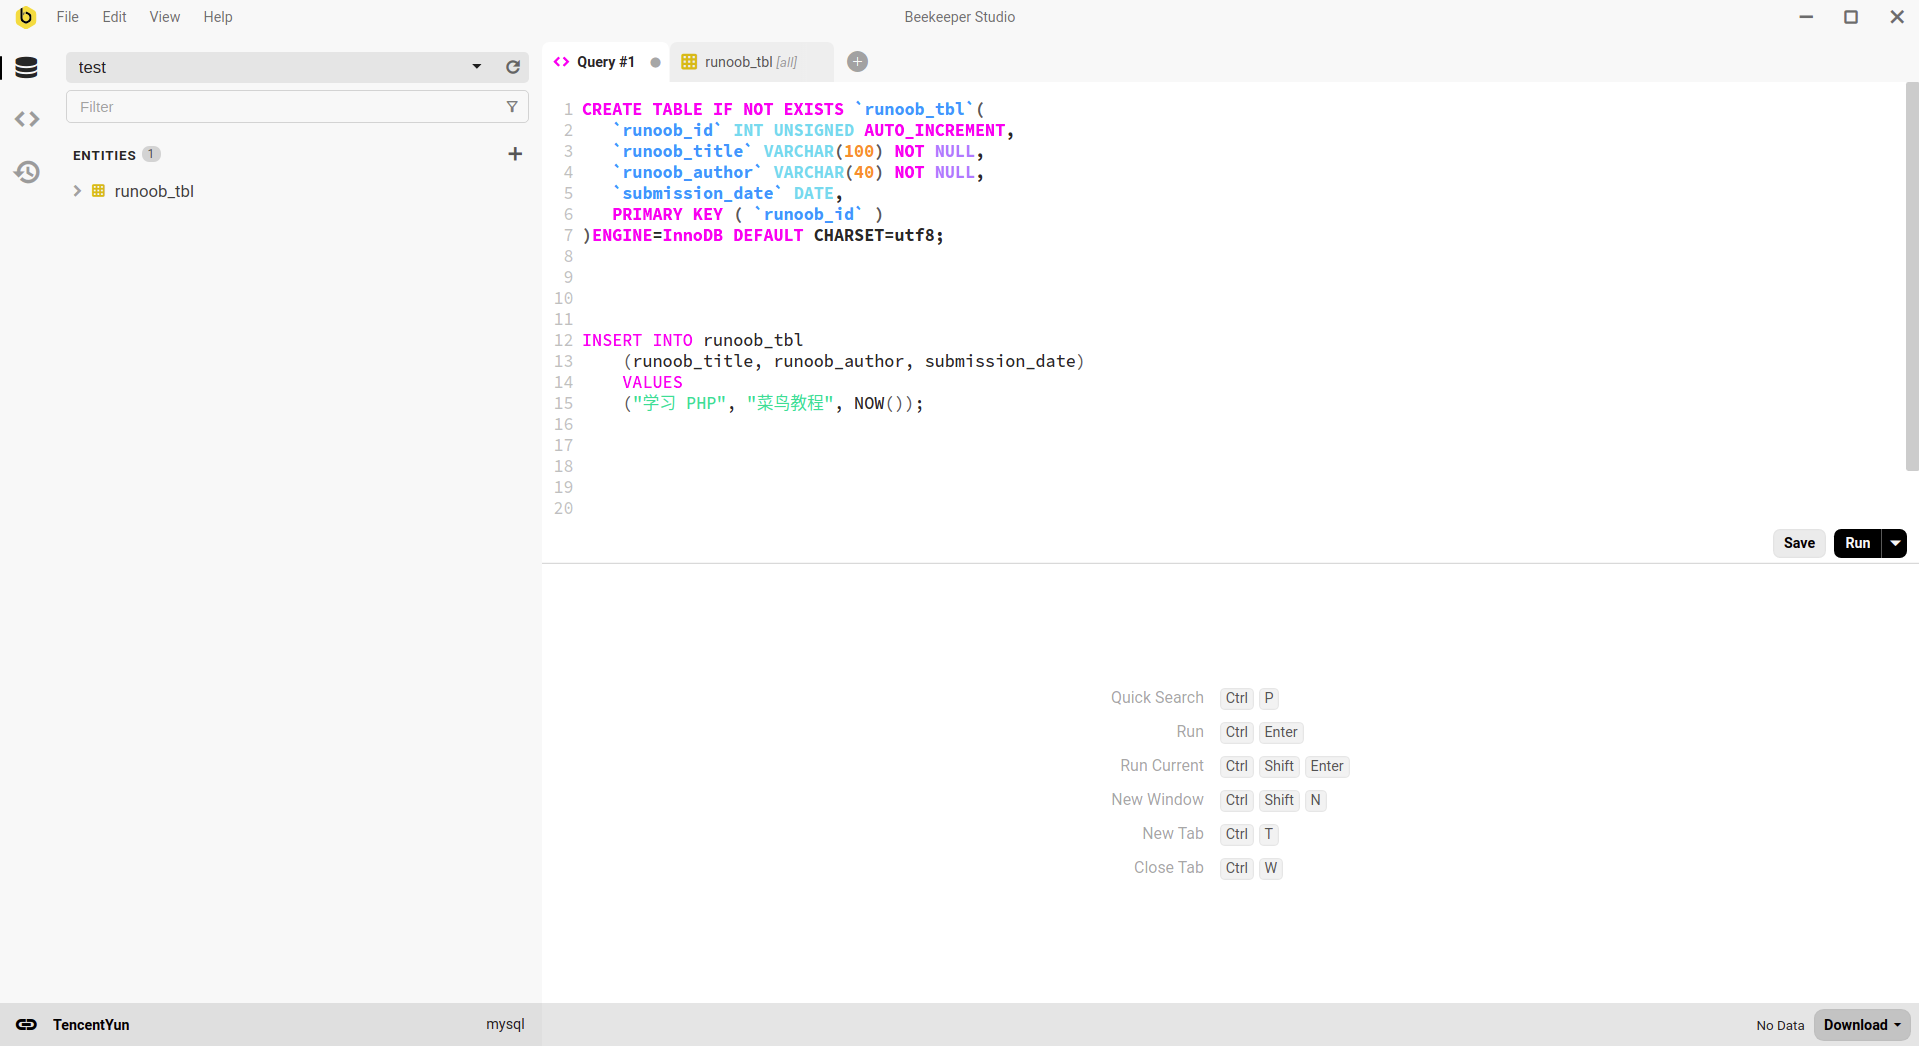 File Edit View Help Beekeeper Studio
test
Filter
ENTITIES 1
runoob_tbl
Query #1 runoob_tbl [all]
1 CREATE TABLE IF NOT EXISTS `runoob_tbl`(
2 `runoob_id` INT UNSIGNED AUTO_INCREMENT,
3 `runoob_title` VARCHAR(100) NOT NULL,
4 `runoob_author` VARCHAR(40) NOT NULL,
5 `submission_date` DATE,
6 PRIMARY KEY ( `runoob_id` )
7 )ENGINE=InnoDB DEFAULT CHARSET=utf8;
8
9
10
11
12 INSERT INTO runoob_tbl
13 (runoob_title, runoob_author, submission_date)
14 VALUES
15 ("学习 PHP", "菜鸟教程", NOW());
16
17
18
19
20
Save Run
Quick Search Ctrl P
Run Ctrl Enter
Run Current Ctrl Shift Enter
New Window Ctrl Shift N
New Tab Ctrl T
Close Tab Ctrl W
TencentYun mysql No Data Download